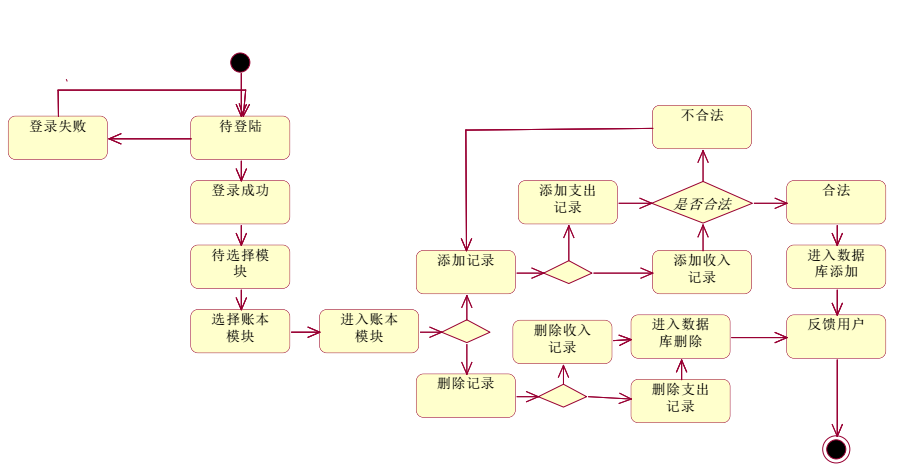 不合法
登录失败
待登陆
添加支出
记录
是否合法
合法
登录成功
待选择模
块
添加记录
添加收入
记录
进入数据
库添加
选择账本
模块
进入账本
模块
删除收入
记录
进入数据
库删除
反馈用户
删除记录
删除支出
记录